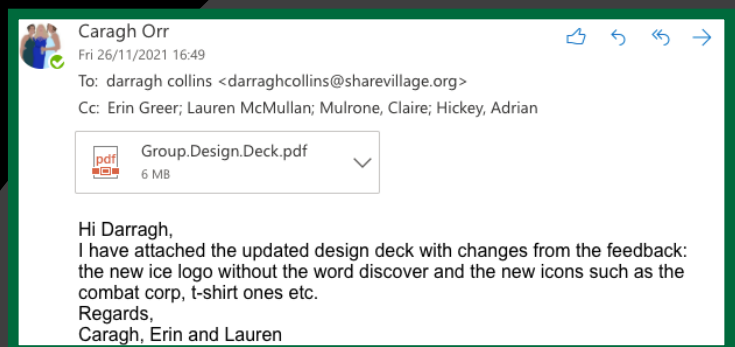 Caragh Orr
Fri 26/11/2021 16:49
To: darragh collins <darraghcollins@sharevillage.org>
Cc: Erin Greer; Lauren McMullan; Mulrone, Claire; Hickey, Adrian
pdf
Group.Design.Deck.pdf
6 MB
Hi Darragh,
I have attached the updated design deck with changes from the feedback:
the new ice logo without the word discover and the new icons such as the
combat corp, t-shirt ones etc.
Regards,
Caragh, Erin and Lauren